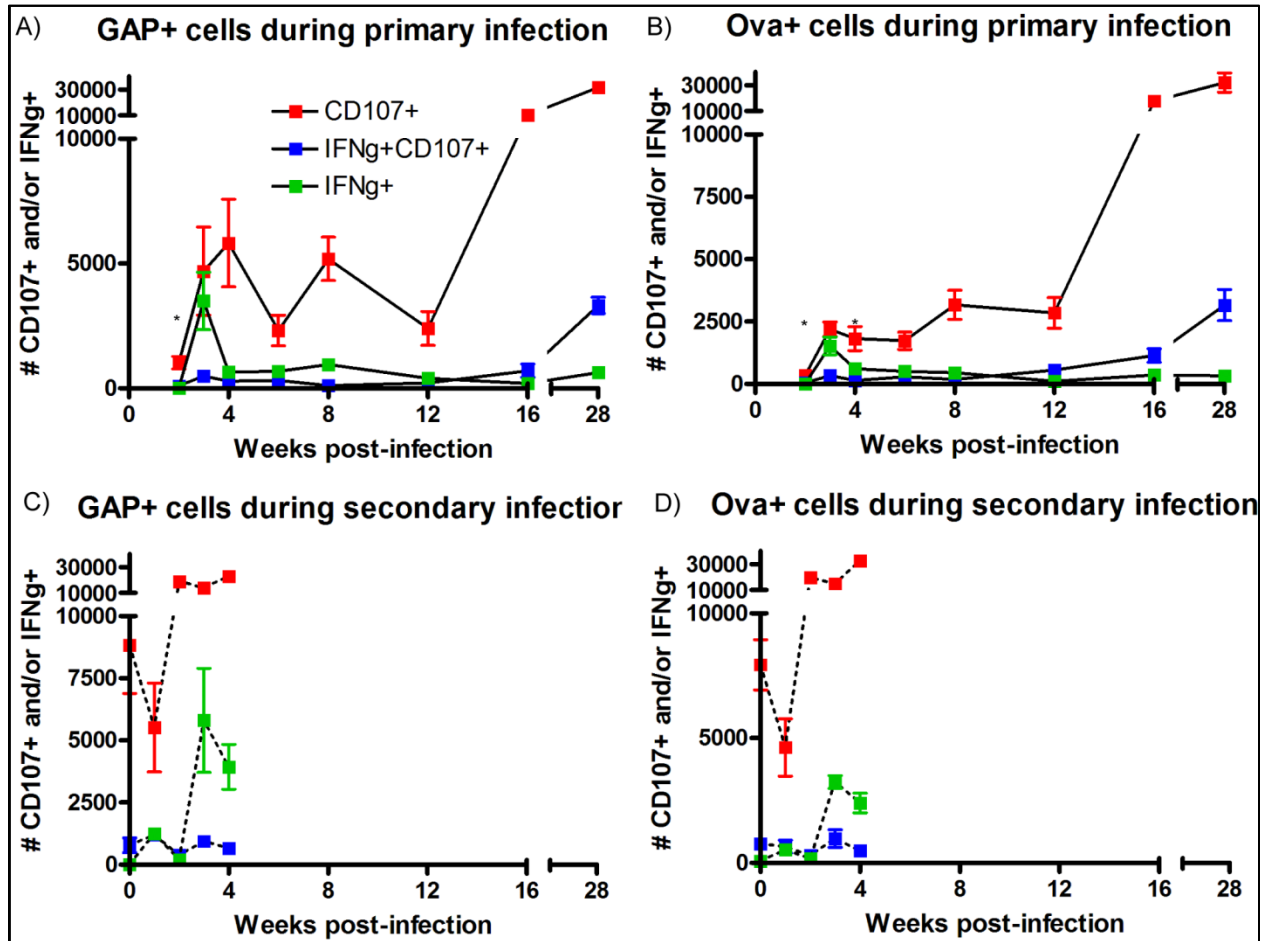 A) GAP+ cells during primary infection
# CD107+ and/or IFNg+
30000
10000
10000
5000
0
CD107+
IFNg+CD107+
IFNg+
*
0 4 8 12 16 28
Weeks post-infection
B) Ova+ cells during primary infection
# CD107+ and/or IFNg+
30000
10000
10000
7500
5000
2500
0
* *
0 4 8 12 16 28
Weeks post-infection
C) GAP+ cells during secondary infectior
# CD107+ and/or IFNg+
30000
10000
10000
7500
5000
2500
0
0 4 8 12 16 28
Weeks post-infection
D) Ova+ cells during secondary infection
# CD107+ and/or IFNg+
30000
10000
10000
5000
0
0 4 8 12 16 28
Weeks post-infection